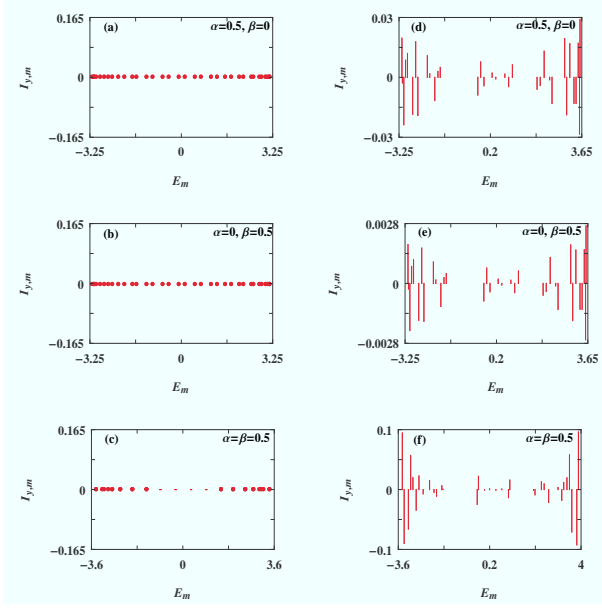 (a) α=0.5, β=0
0.165
0
−0.165
I_{y,m}
−3.25 0 3.25
E_m
(d) α=0.5, β=0
0.03
0
−0.03
I_{y,m}
−3.25 0.2 3.65
E_m
(b) α=0, β=0.5
0.165
0
−0.165
I_{y,m}
−3.25 0 3.25
E_m
(e) α=0, β=0.5
0.0028
0
−0.0028
I_{y,m}
−3.25 0.2 3.65
E_m
(c) α=β=0.5
0.165
0
−0.165
I_{y,m}
−3.6 0 3.6
E_m
(f) α=β=0.5
0.1
0
−0.1
I_{y,m}
−3.6 0.2 4
E_m